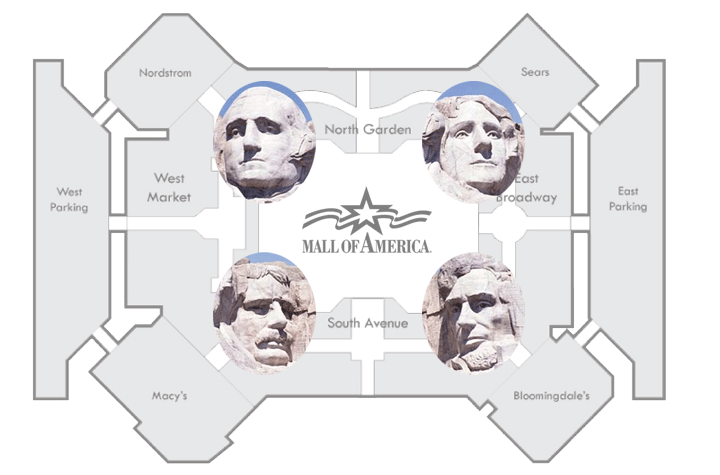 Nordstrom
Sears
North Garden
West
Market
East
Broadway
West
Parking
East
Parking
MALL OF AMERICA
South Avenue
Macy's
Bloomingdale's